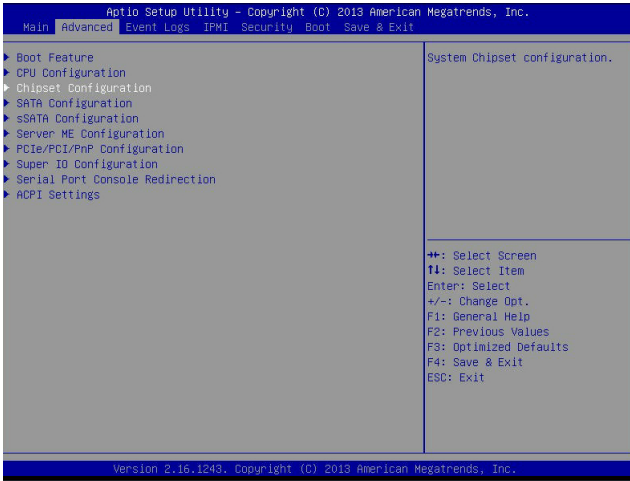 Aptio Setup Utility – Copyright (C) 2013 American Megatrends, Inc.
Main Advanced Event Logs IPMI Security Boot Save & Exit
Boot Feature
CPU Configuration
Chipset Configuration
SATA Configuration
sSATA Configuration
Server ME Configuration
PCIe/PCI/PnP Configuration
Super IO Configuration
Serial Port Console Redirection
ACPI Settings
System Chipset configuration.
→←: Select Screen
↑↓: Select Item
Enter: Select
+/-: Change Opt.
F1: General Help
F2: Previous Values
F3: Optimized Defaults
F4: Save & Exit
ESC: Exit
Version 2.16.1243. Copyright (C) 2013 American Megatrends, Inc.